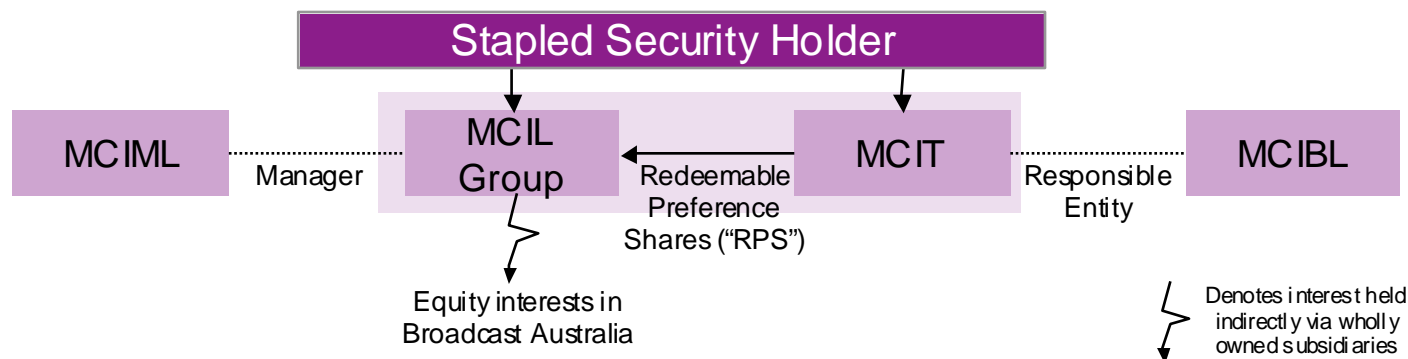 Stapled Security Holder
MCIML
Manager
MCIL
Group
Redeemable
Preference
Shares (“RPS”)
MCIT
Responsible
Entity
MCIBL
Equity interests in
Broadcast Australia
Denotes interest held
indirectly via wholly
owned subsidiaries